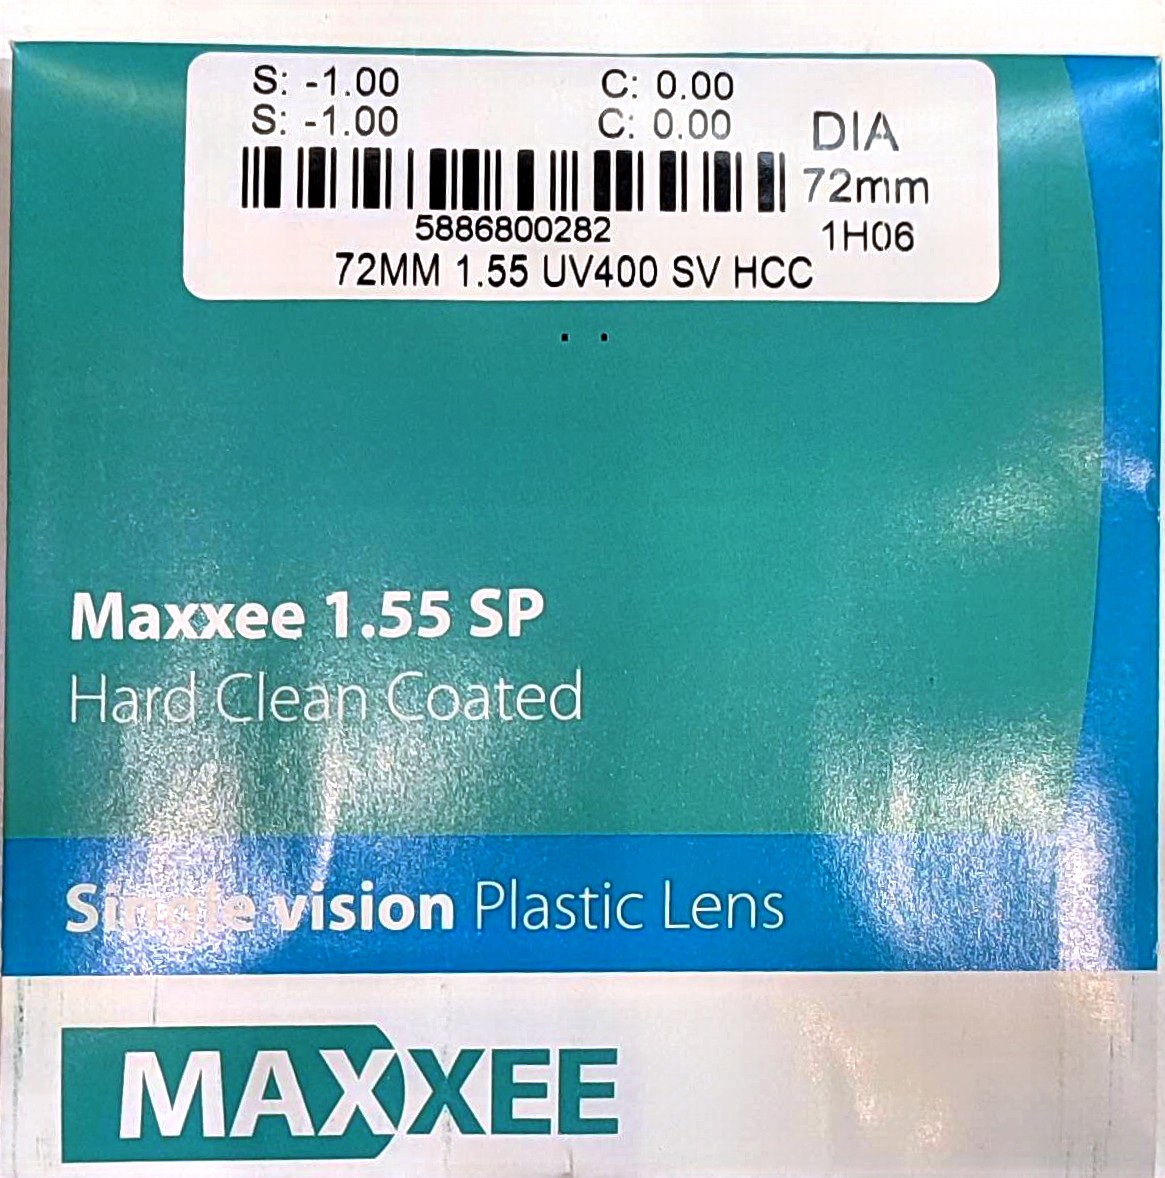 S: -1.00 C: 0.00
S: -1.00 C: 0.00
DIA
72mm
5886800282
1H06
72MM 1.55 UV400 SV HCC
Maxxee 1.55 SP
Hard Clean Coated
Single vision Plastic Lens
MAXXEE